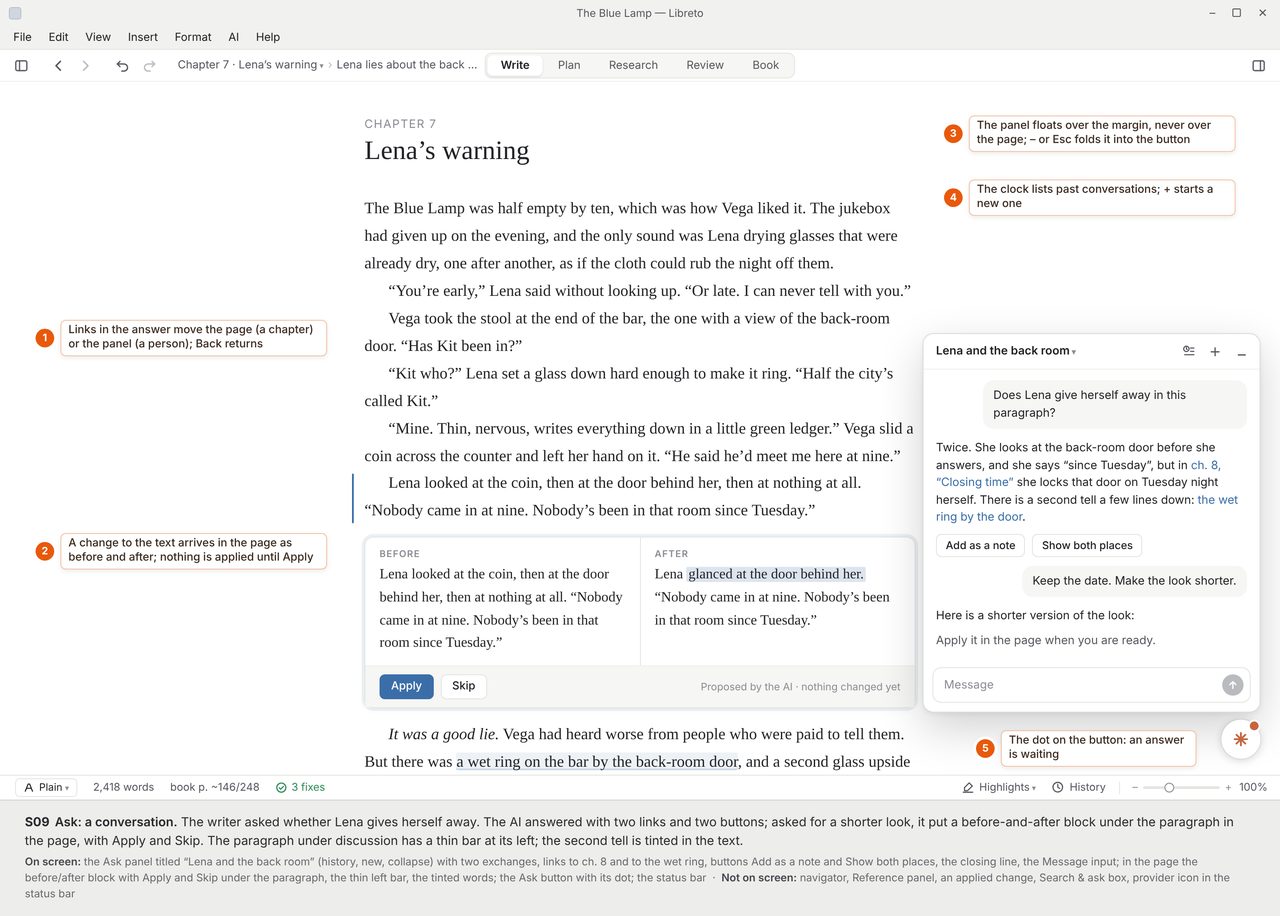 The Blue Lamp — Libreto
File Edit View Insert Format AI Help
Chapter 7 · Lena’s warning › Lena lies about the back ...
Write Plan Research Review Book
CHAPTER 7
Lena’s warning
The Blue Lamp was half empty by ten, which was how Vega liked it. The jukebox
had given up on the evening, and the only sound was Lena drying glasses that were
already dry, one after another, as if the cloth could rub the night off them.
“You’re early,” Lena said without looking up. “Or late. I can never tell with you.”
Vega took the stool at the end of the bar, the one with a view of the back-room
door. “Has Kit been in?”
“Kit who?” Lena set a glass down hard enough to make it ring. “Half the city’s
called Kit.”
“Mine. Thin, nervous, writes everything down in a little green ledger.” Vega slid a
coin across the counter and left her hand on it. “He said he’d meet me here at nine.”
Lena looked at the coin, then at the door behind her, then at nothing at all.
“Nobody came in at nine. Nobody’s been in that room since Tuesday.”
BEFORE
Lena looked at the coin, then at the door
behind her, then at nothing at all. “Nobody
came in at nine. Nobody’s been in that
room since Tuesday.”
AFTER
Lena glanced at the door behind her.
“Nobody came in at nine. Nobody’s been
in that room since Tuesday.”
Apply Skip
Proposed by the AI · nothing changed yet
It was a good lie. Vega had heard worse from people who were paid to tell them.
But there was a wet ring on the bar by the back-room door, and a second glass upside
1
Links in the answer move the page (a chapter)
or the panel (a person); Back returns
2
A change to the text arrives in the page as
before and after; nothing is applied until Apply
3
The panel floats over the margin, never over
the page; – or Esc folds it into the button
4
The clock lists past conversations; + starts a
new one
Lena and the back room
Does Lena give herself away in this
paragraph?
Twice. She looks at the back-room door before she
answers, and she says “since Tuesday”, but in ch. 8,
“Closing time” she locks that door on Tuesday night
herself. There is a second tell a few lines down: the wet
ring by the door.
Add as a note Show both places
Keep the date. Make the look shorter.
Here is a shorter version of the look:
Apply it in the page when you are ready.
Message
5
The dot on the button: an answer
is waiting
A Plain 2,418 words book p. ~146/248 3 fixes
Highlights History − + 100%
S09 Ask: a conversation. The writer asked whether Lena gives herself away. The AI answered with two links and two buttons; asked for a shorter look, it put a before-and-after block under the paragraph in
the page, with Apply and Skip. The paragraph under discussion has a thin bar at its left; the second tell is tinted in the text.
On screen: the Ask panel titled “Lena and the back room” (history, new, collapse) with two exchanges, links to ch. 8 and to the wet ring, buttons Add as a note and Show both places, the closing line, the Message input; in the page the
before/after block with Apply and Skip under the paragraph, the thin left bar, the tinted words; the Ask button with its dot; the status bar · Not on screen: navigator, Reference panel, an applied change, Search & ask box, provider icon in the
status bar